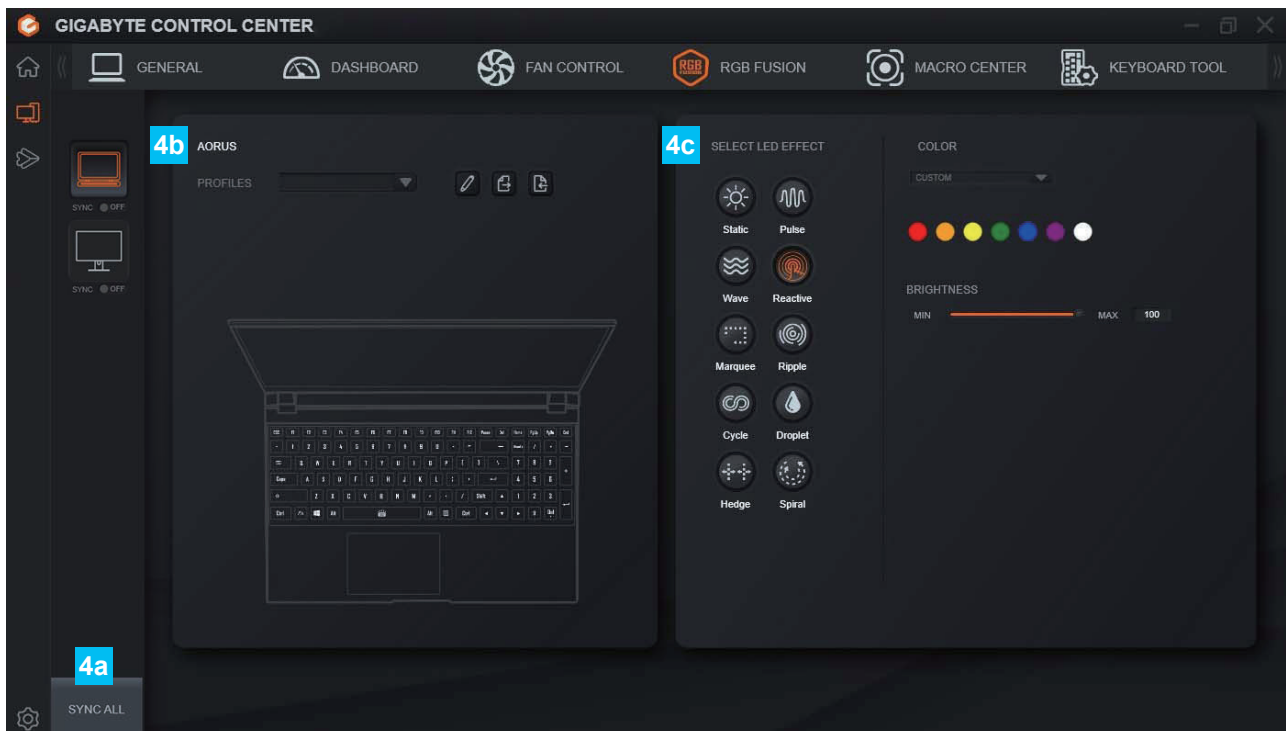 GIGABYTE CONTROL CENTER
GENERAL
DASHBOARD
FAN CONTROL
RGB
RGB FUSION
MACRO CENTER
KEYBOARD TOOL
SYNC OFF
SYNC OFF
4a
SYNC ALL
4b
AORUS
PROFILES
4c
SELECT LED EFFECT
Static Pulse
Wave Reactive
Marquee Ripple
Cycle Droplet
Hedge Spiral
COLOR
CUSTOM
BRIGHTNESS
MIN MAX 100